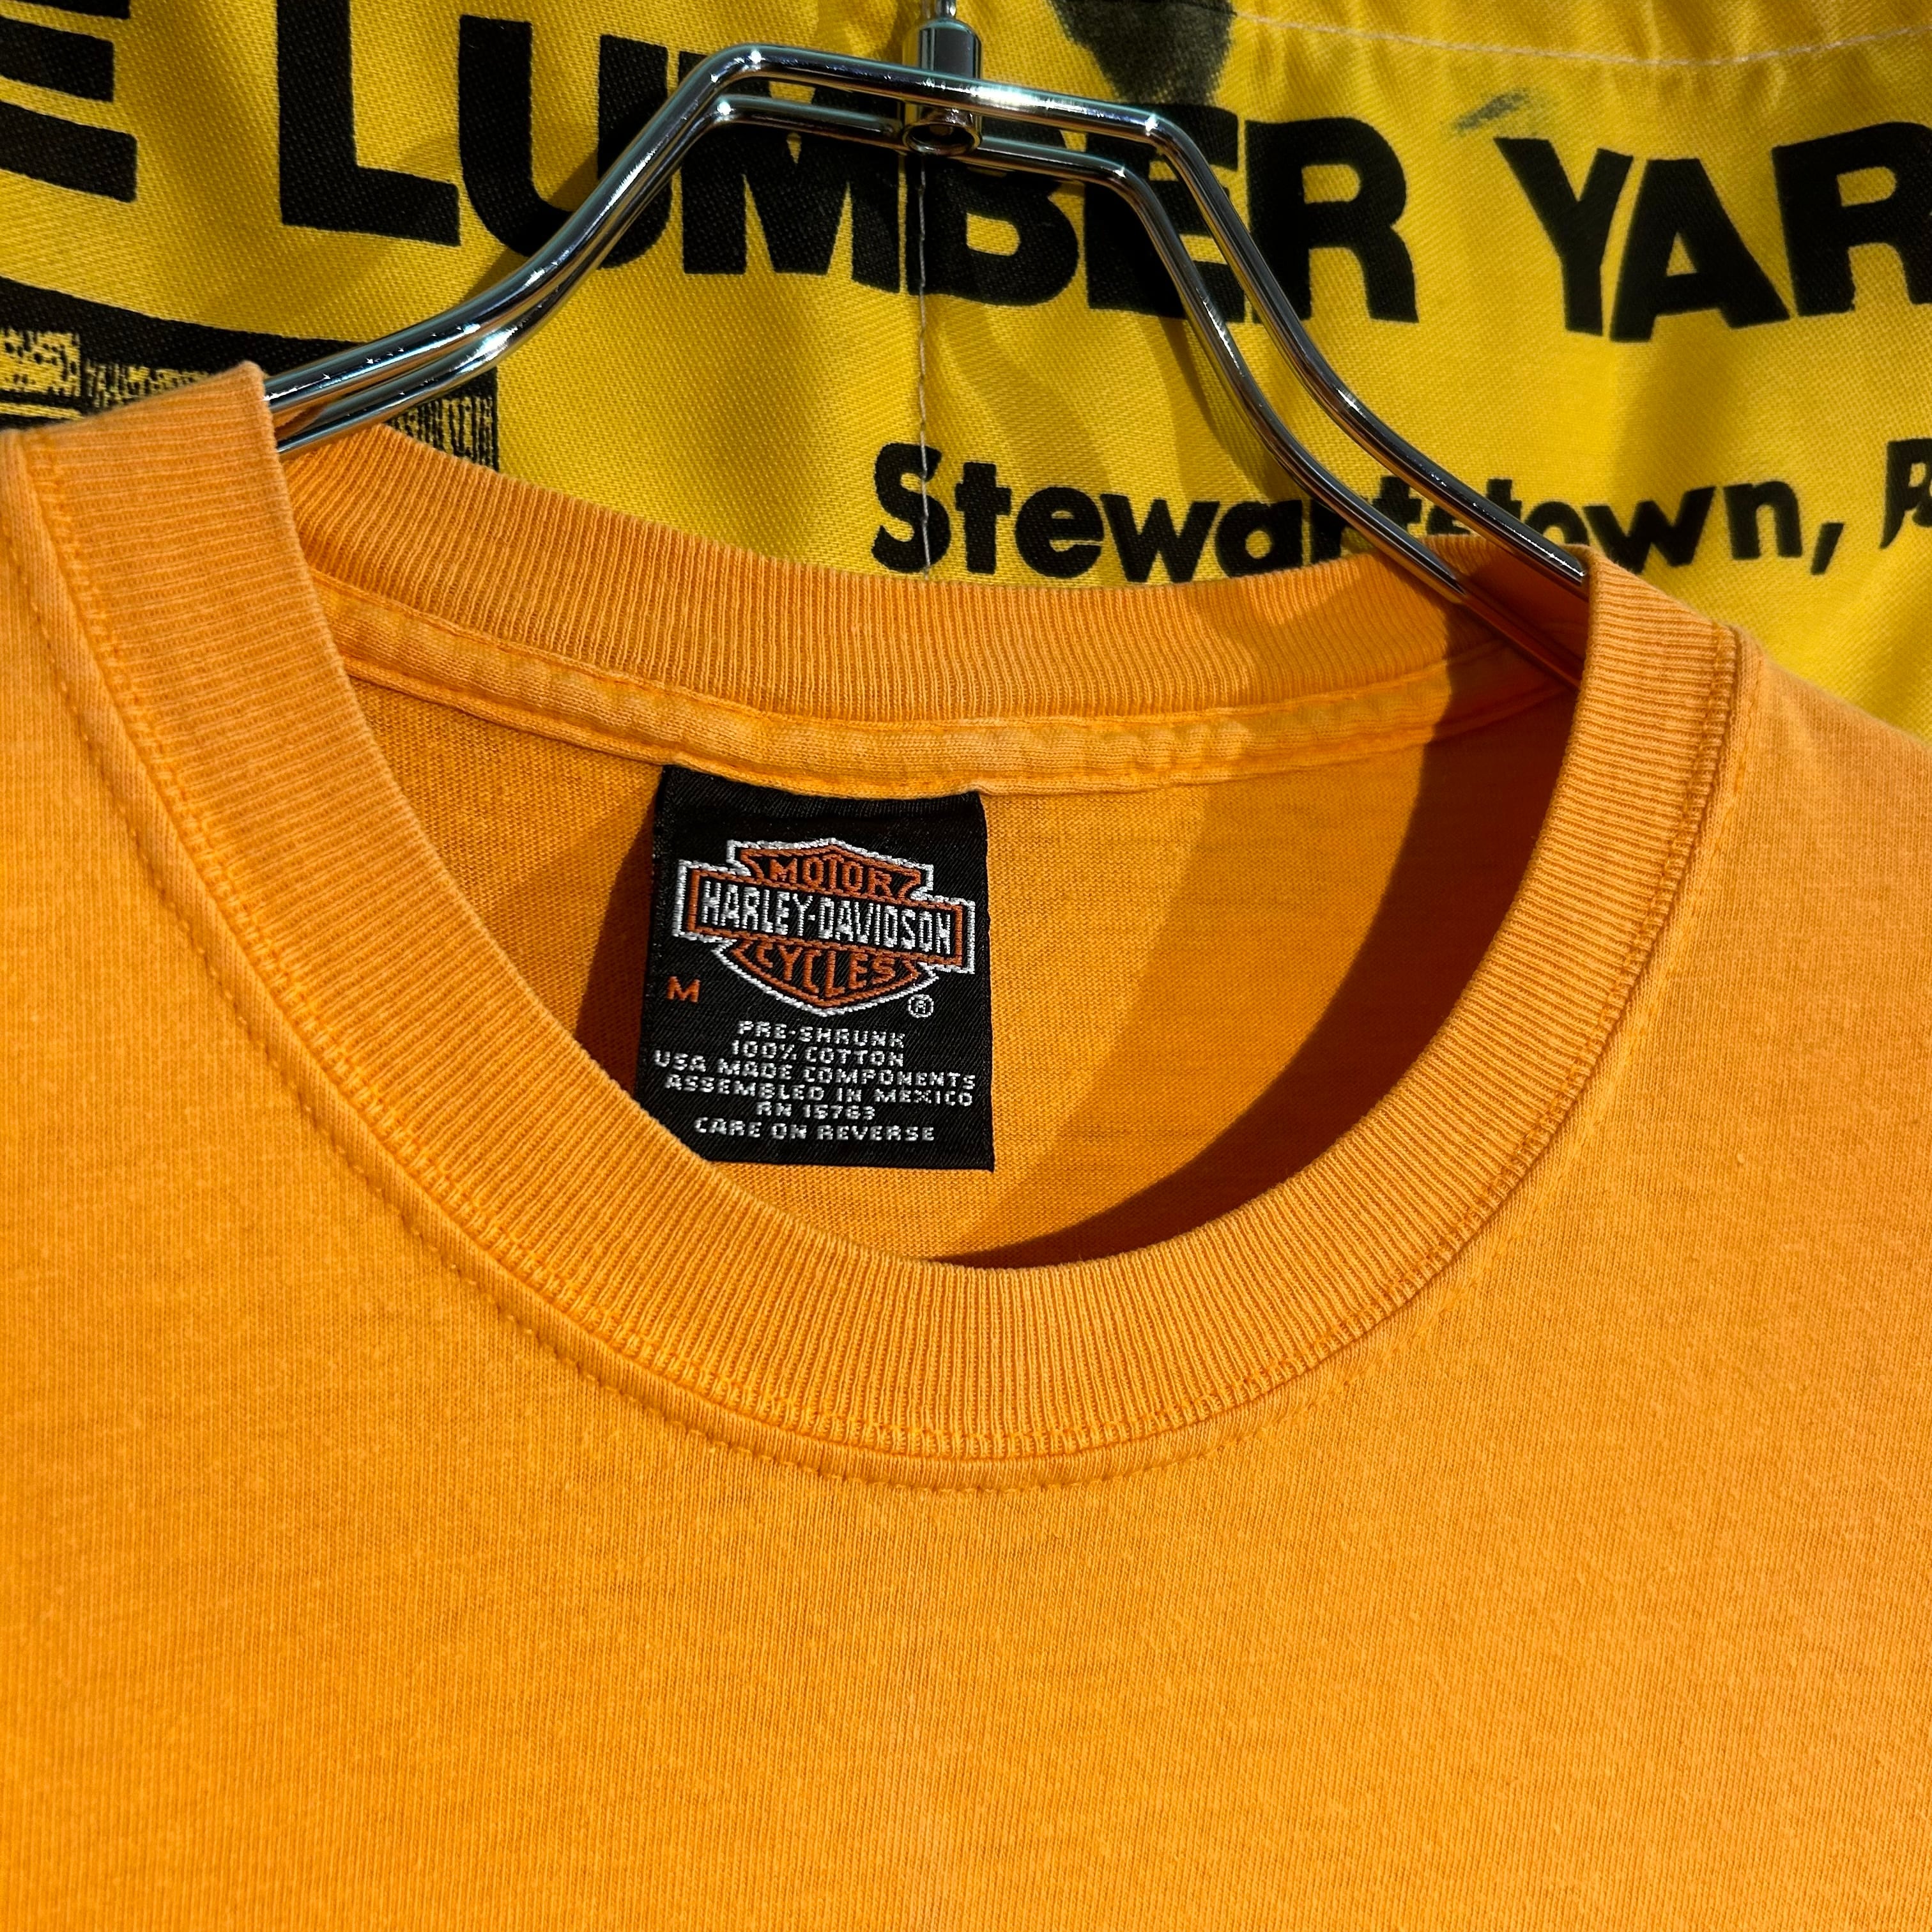 LUMBER YAR
Stewartstown, P
MOTOR
HARLEY-DAVIDSON
CYCLES
®
M
PRE-SHRUNK
100% COTTON
USA MADE COMPONENTS
ASSEMBLED IN MEXICO
RN 15763
CARE ON REVERSE